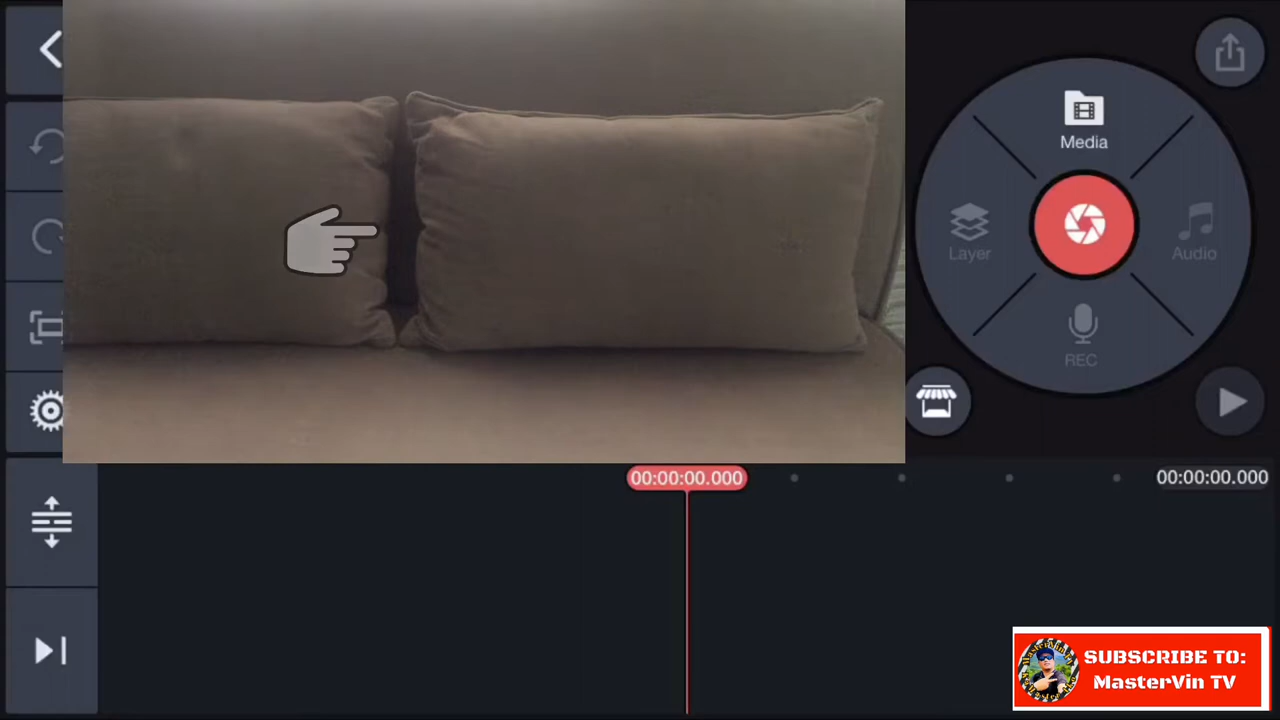 Media
Layer
Audio
REC
00:00:00.000
00:00:00.000
SUBSCRIBE TO:
MasterVin TV